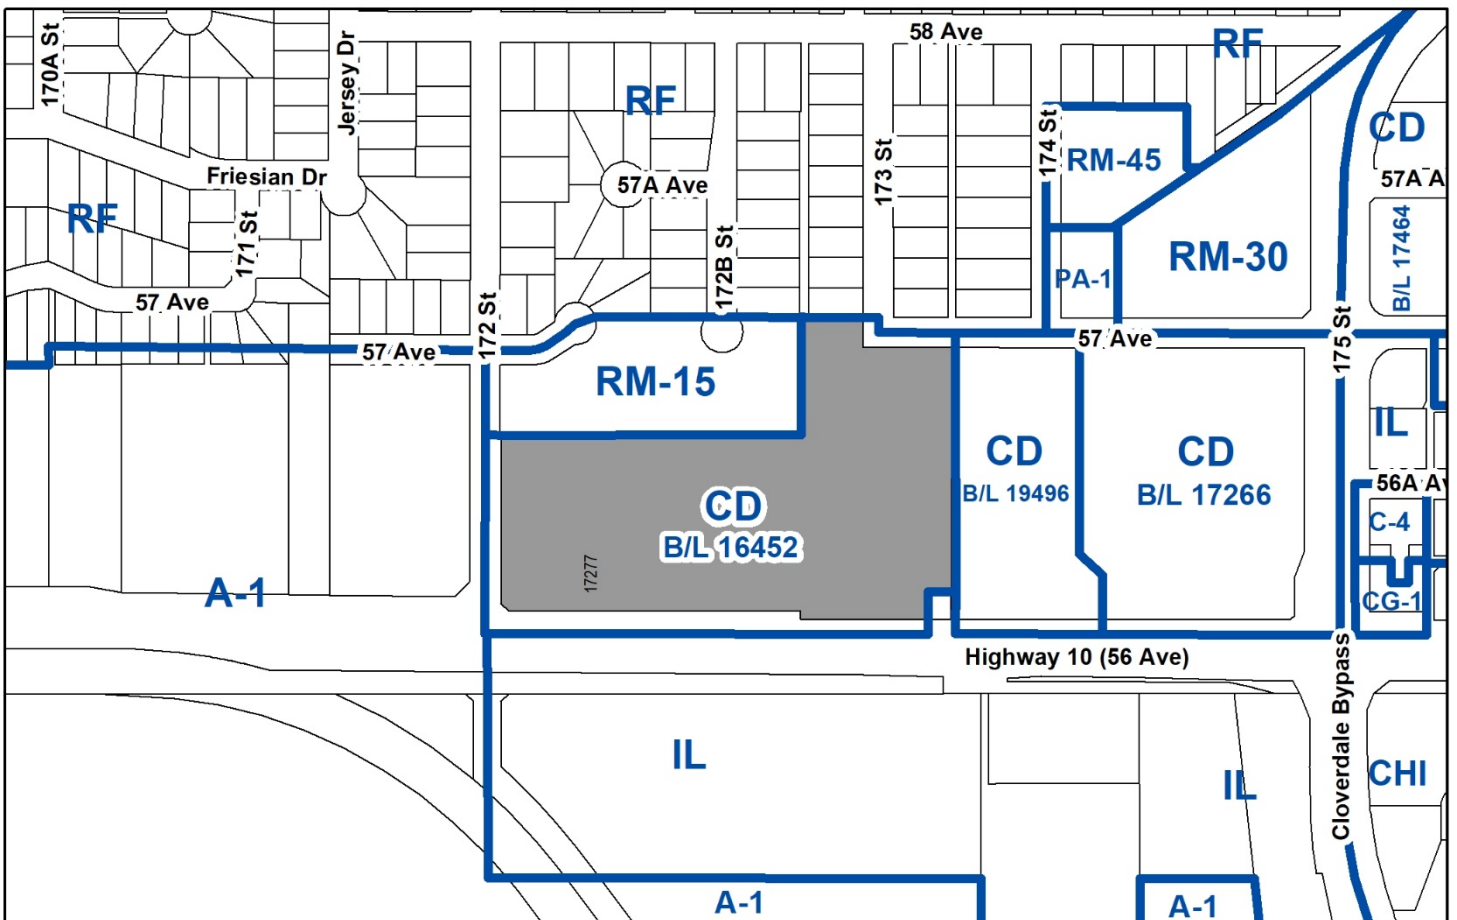 58 Ave
RF
170A St
Jersey Dr
RF
CD
174 St
RM-45
173 St
Friesian Dr
57A Ave
57A A
RF
171 St
172B St
RM-30
B/L 17464
PA-1
57 Ave
172 St
57 Ave
57 Ave
175 St
RM-15
IL
CD
B/L 19496
CD
B/L 17266
56A Av
CD
B/L 16452
C-4
17277
A-1
CG-1
Highway 10 (56 Ave)
Cloverdale Bypass
IL
IL
CHI
A-1
A-1